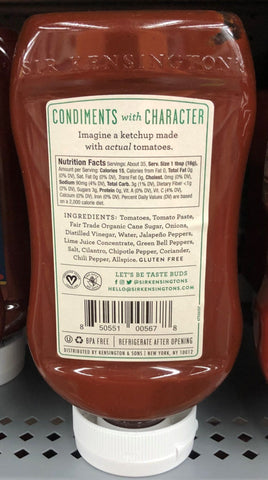 SIR KENSINGTON'S
CONDIMENTS with CHARACTER
Imagine a ketchup made
with actual tomatoes.
Nutrition Facts Servings: About 35, Serv. Size 1 tbsp (16g),
Amount per Serving: Calories 15, Calories from Fat 0, Total Fat 0g
(0% DV), Sat. Fat 0g (0% DV), Trans Fat 0g, Cholest. 0mg (0% DV),
Sodium 90mg (4% DV), Total Carb. 3g (1% DV), Dietary Fiber <1g
(2% DV), Sugars 3g, Protein 0g, Vit. A (0% DV), Vit. C (4% DV),
Calcium (0% DV), Iron (0% DV). Percent Daily Values (DV) are based
on a 2,000 calorie diet.
INGREDIENTS: Tomatoes, Tomato Paste,
Fair Trade Organic Cane Sugar, Onions,
Distilled Vinegar, Water, Jalapeño Peppers,
Lime Juice Concentrate, Green Bell Peppers,
Salt, Cilantro, Chipotle Pepper, Coriander,
Chili Pepper, Allspice. GLUTEN FREE
LET'S BE TASTE BUDS
@SIRKENSINGTONS
HELLO@SIRKENSINGTONS.COM
8 50551 00567 8
BPA FREE | REFRIGERATE AFTER OPENING
DISTRIBUTED BY KENSINGTON & SONS | NEW YORK, NY 10012